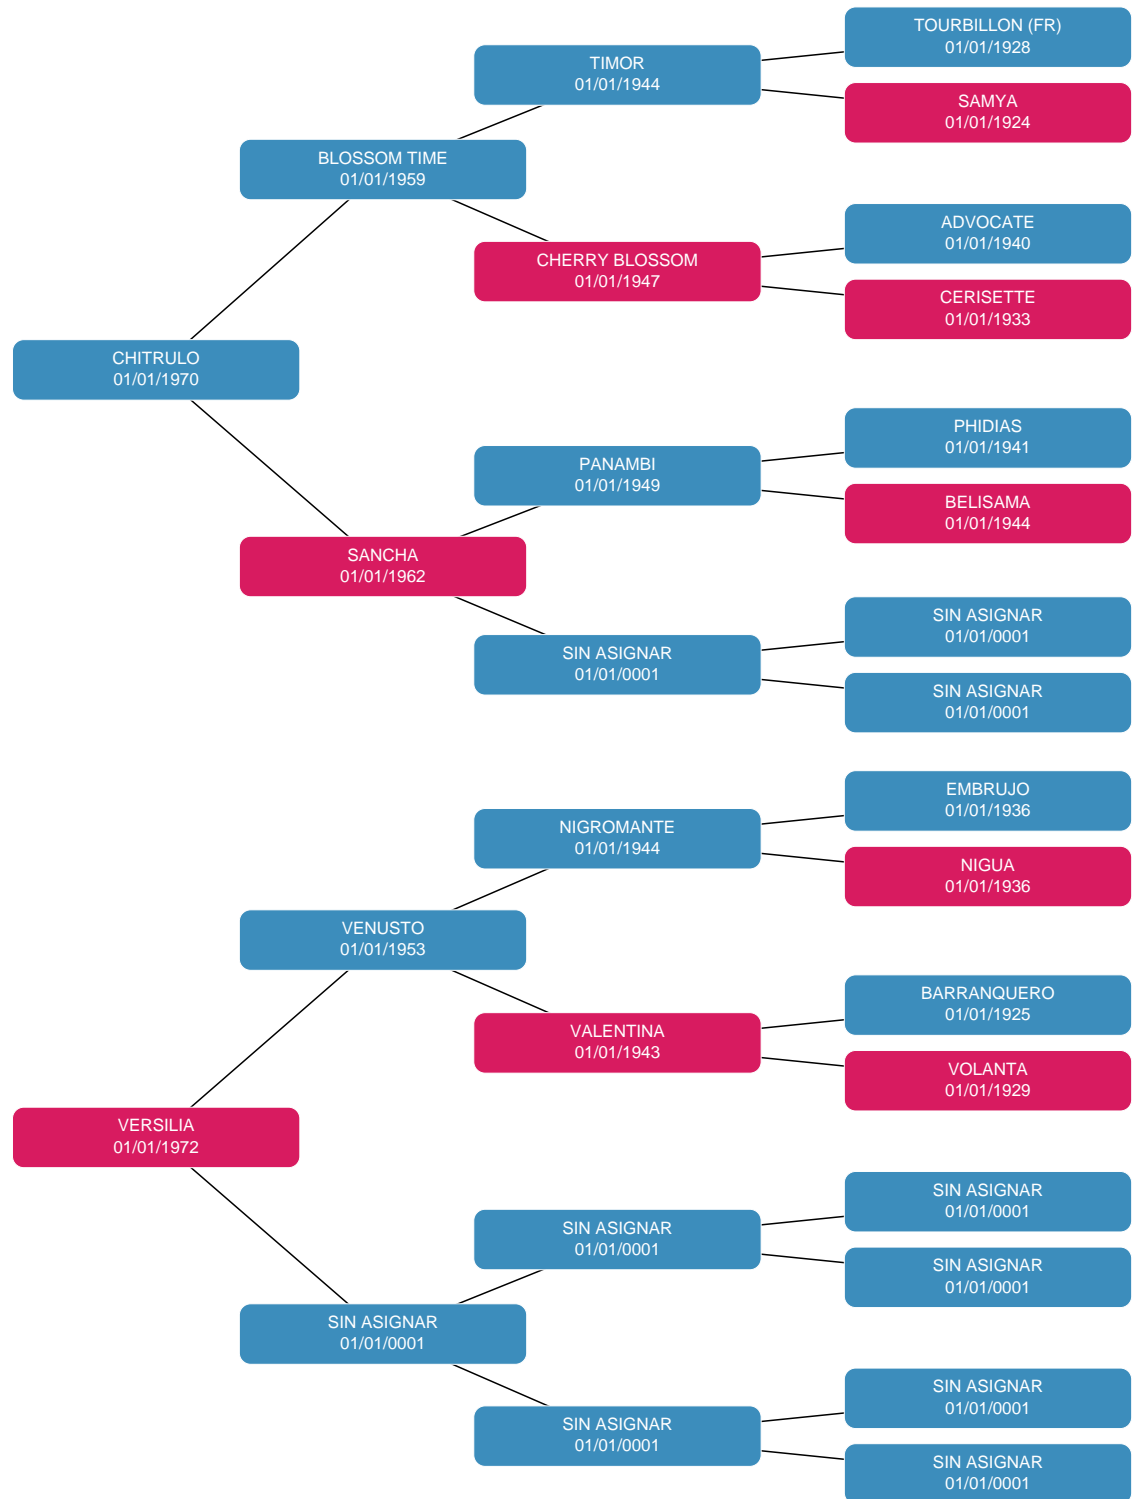 TOURBILLON (FR)
01/01/1928
TIMOR
01/01/1944
SAMYA
01/01/1924
BLOSSOM TIME
01/01/1959
ADVOCATE
01/01/1940
CHERRY BLOSSOM
01/01/1947
CERISETTE
01/01/1933
CHITRULO
01/01/1970
PHIDIAS
01/01/1941
PANAMBI
01/01/1949
BELISAMA
01/01/1944
SANCHA
01/01/1962
SIN ASIGNAR
01/01/0001
SIN ASIGNAR
01/01/0001
SIN ASIGNAR
01/01/0001
EMBRUJO
01/01/1936
NIGROMANTE
01/01/1944
NIGUA
01/01/1936
VENUSTO
01/01/1953
BARRANQUERO
01/01/1925
VALENTINA
01/01/1943
VOLANTA
01/01/1929
VERSILIA
01/01/1972
SIN ASIGNAR
01/01/0001
SIN ASIGNAR
01/01/0001
SIN ASIGNAR
01/01/0001
SIN ASIGNAR
01/01/0001
SIN ASIGNAR
01/01/0001
SIN ASIGNAR
01/01/0001
SIN ASIGNAR
01/01/0001